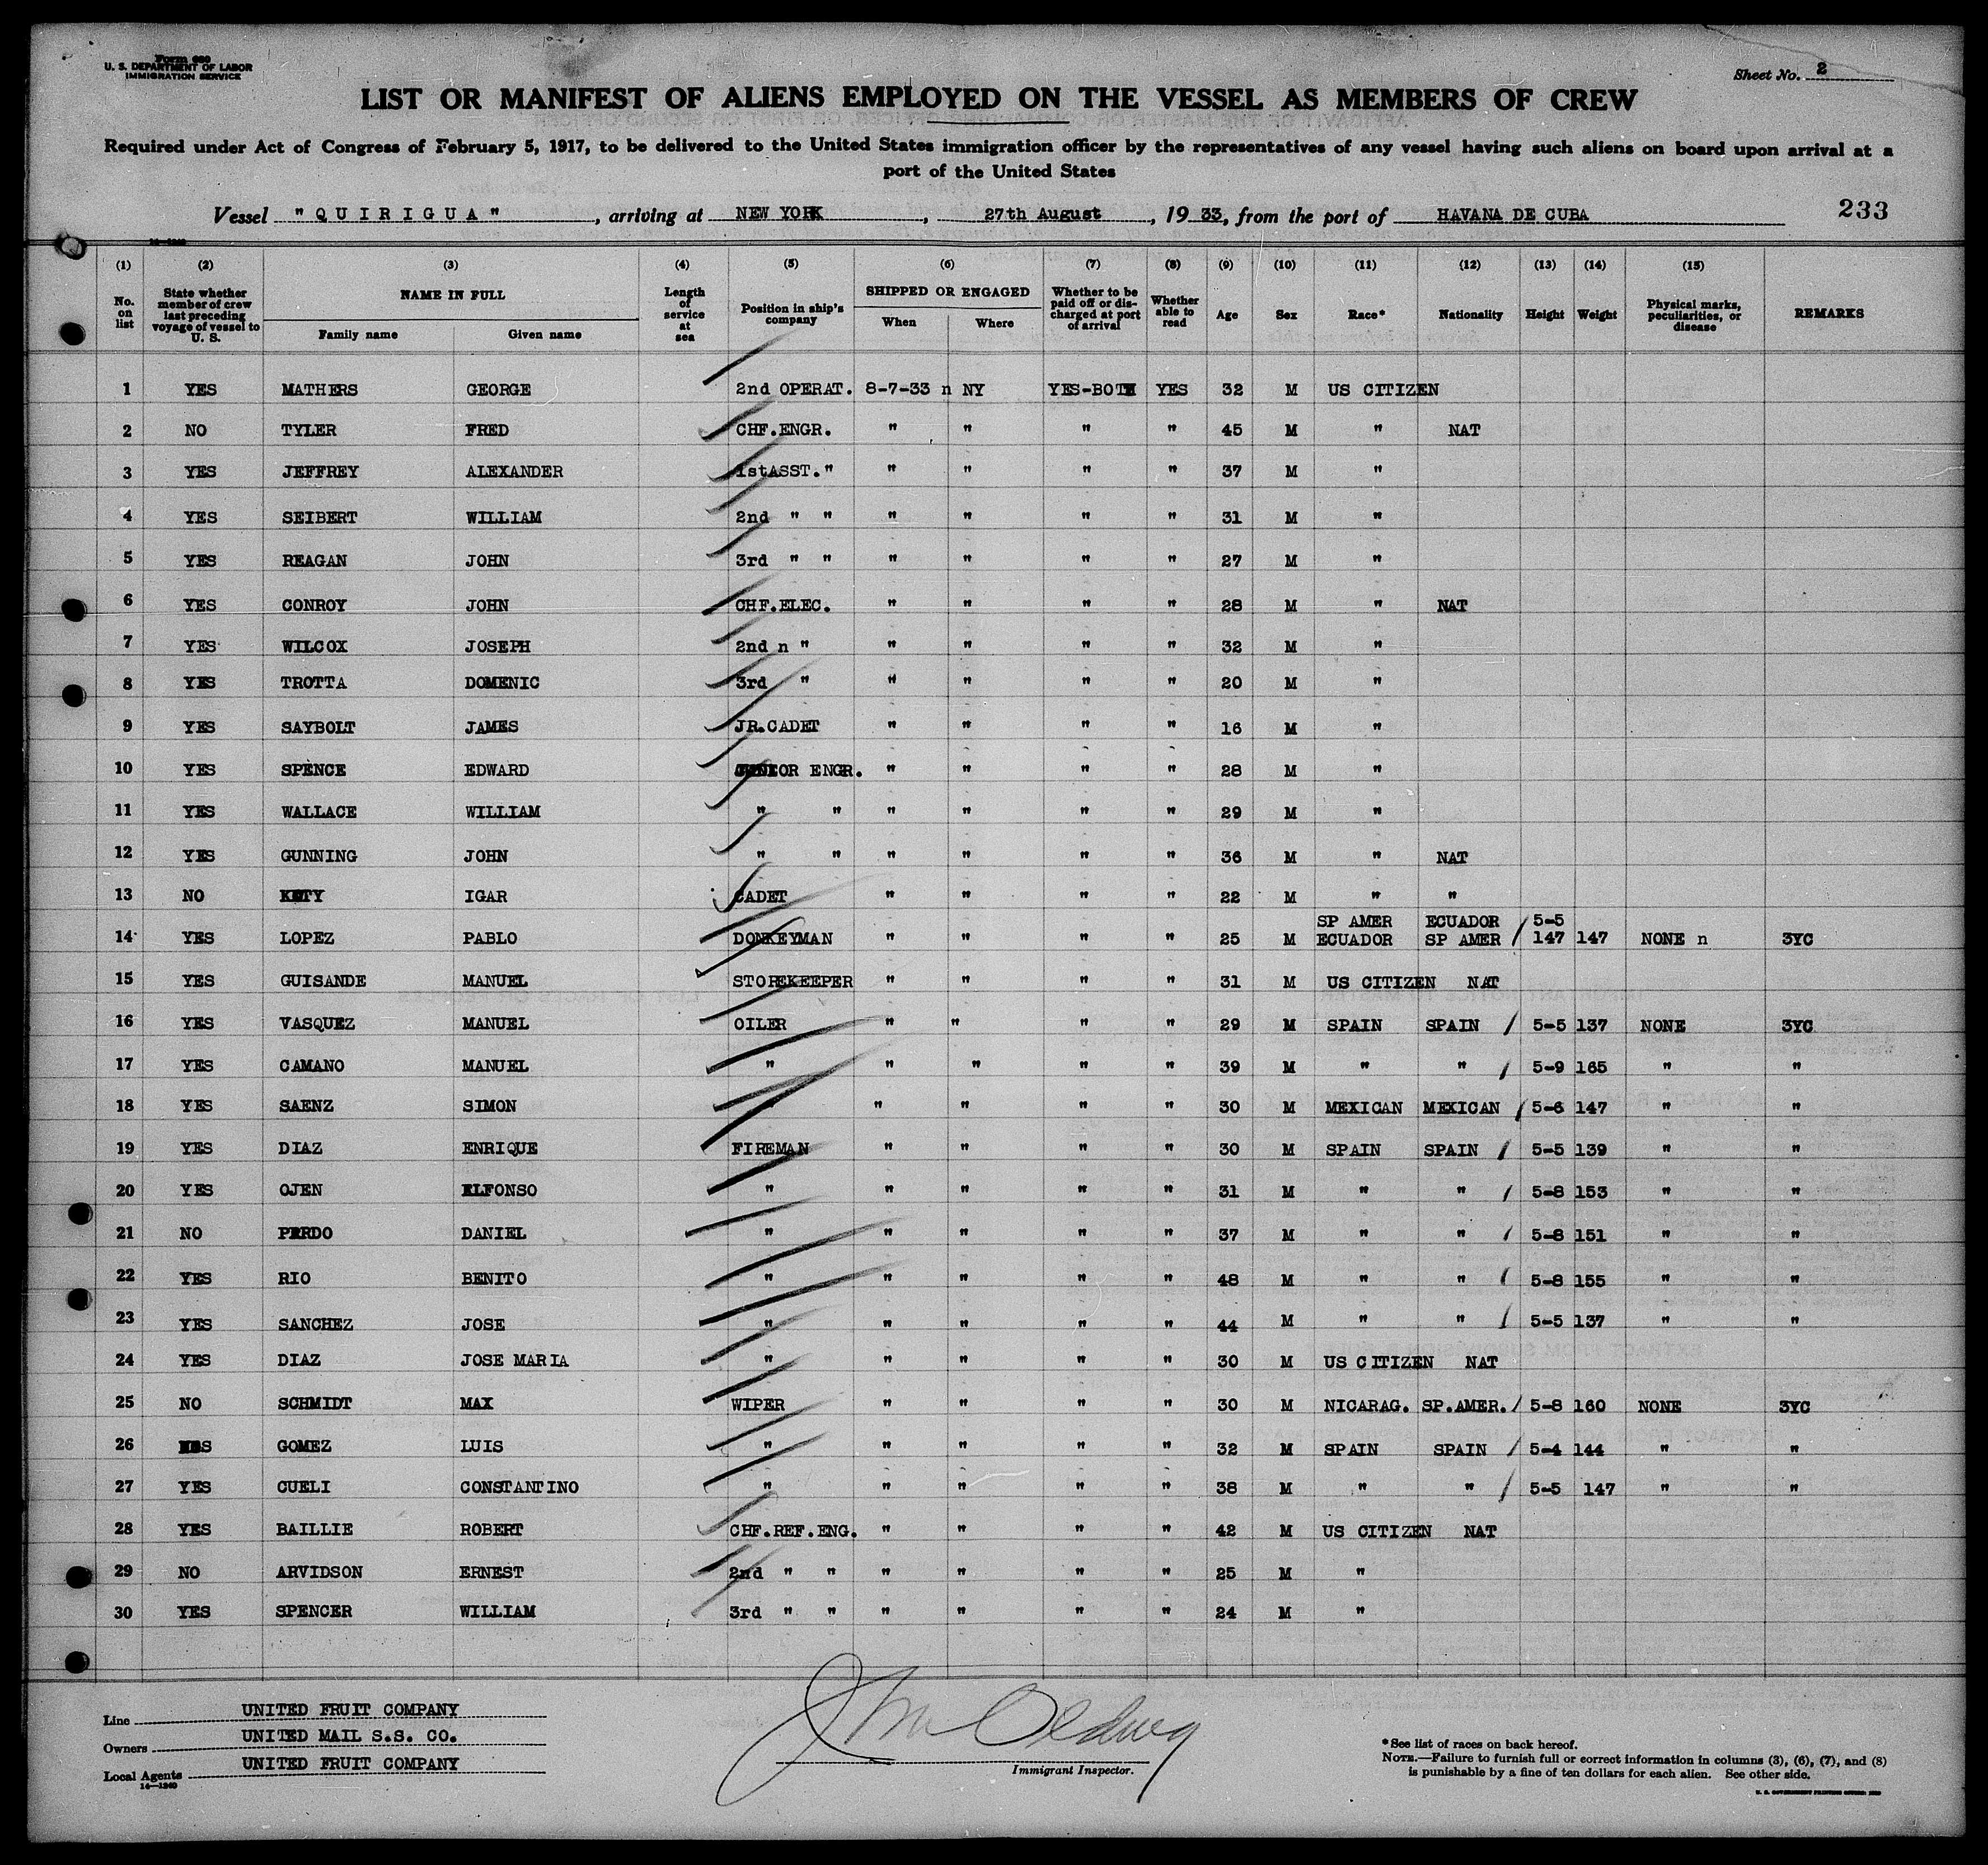 Form 680
U. S. DEPARTMENT OF LABOR
IMMIGRATION SERVICE
Sheet No. 2
LIST OR MANIFEST OF ALIENS EMPLOYED ON THE VESSEL AS MEMBERS OF CREW
Required under Act of Congress of February 5, 1917, to be delivered to the United States immigration officer by the representatives of any vessel having such aliens on board upon arrival at a
port of the United States
Vessel "QUIRIGUA", arriving at NEW YORK, 27th August, 1933, from the port of HAVANA DE CUBA 233
(1) (2) (3) (4) (5) (6) (7) (8) (9) (10) (11) (12) (13) (14) (15)
No. on list | State whether member of crew last preceding voyage of vessel to U. S. | NAME IN FULL | Length of service at sea | Position in ship's company | SHIPPED OR ENGAGED | Whether to be paid off or discharged at port of arrival | Whether able to read | Age | Sex | Race* | Nationality | Height | Weight | Physical marks, peculiarities, or disease | REMARKS
Family name | Given name | When | Where
1 YES MATHERS GEORGE 2nd OPERAT. 8-7-33 n NY YES-BOTH YES 32 M US CITIZEN
2 NO TYLER FRED CHF.ENGR. " " " " 45 M " NAT
3 YES JEFFREY ALEXANDER 1stASST." " " " " 37 M "
4 YES SEIBERT WILLIAM 2nd " " " " " " 31 M "
5 YES REAGAN JOHN 3rd " " " " " " 27 M "
6 YES CONROY JOHN CHF.ELEC. " " " " 28 M " NAT
7 YES WILCOX JOSEPH 2nd n " " " " " 32 M "
8 YES TROTTA DOMENIC 3rd " " " " " 20 M "
9 YES SAYBOLT JAMES JR.CADET " " " " 16 M "
10 YES SPENCE EDWARD JUNIOR ENGR. " " " " 28 M "
11 YES WALLACE WILLIAM " " " " " " 29 M "
12 YES GUNNING JOHN " " " " " " 36 M " NAT
13 NO IGAR CADET " " " " 22 M " "
SP AMER ECUADOR / 5-5
14 YES LOPEZ PABLO DONKEYMAN " " " " 25 M ECUADOR SP AMER / 147 147 NONE n 3YC
15 YES GUISANDE MANUEL STOREKEEPER " " " " 31 M US CITIZEN NAT
16 YES VASQUEZ MANUEL OILER " " " " 29 M SPAIN SPAIN / 5-5 137 NONE 3YC
17 YES CAMANO MANUEL " " " " " 39 M " " / 5-9 165 " "
18 YES SAENZ SIMON " " " " " 30 M MEXICAN MEXICAN / 5-6 147 " "
19 YES DIAZ ENRIQUE FIREMAN " " " " 30 M SPAIN SPAIN / 5-5 139 " "
20 YES OJEN ELFONSO " " " " " 31 M " " / 5-8 153 " "
21 NO PERDO DANIEL " " " " " 37 M " " / 5-8 151 " "
22 YES RIO BENITO " " " " " 48 M " " / 5-8 155 " "
23 YES SANCHEZ JOSE " " " " " 44 M " " / 5-5 137 " "
24 YES DIAZ JOSE MARIA " " " " " 30 M US CITIZEN NAT
25 NO SCHMIDT MAX WIPER " " " " 30 M NICARAG. SP.AMER. / 5-8 160 NONE 3YC
26 YES GOMEZ LUIS " " " " " 32 M SPAIN SPAIN / 5-4 144 " "
27 YES CUELI CONSTANTINO " " " " " 38 M " " / 5-5 147 " "
28 YES BAILLIE ROBERT CHF.REF.ENG. " " " " 42 M US CITIZEN NAT
29 NO ARVIDSON ERNEST 2nd " " " " " " 25 M "
30 YES SPENCER WILLIAM 3rd " " " " " " 24 M "
Line UNITED FRUIT COMPANY
Owners UNITED MAIL S.S. CO.
Local Agents UNITED FRUIT COMPANY
14—1240
Immigrant Inspector.
*See list of races on back hereof.
NOTE.—Failure to furnish full or correct information in columns (3), (6), (7), and (8)
is punishable by a fine of ten dollars for each alien. See other side.